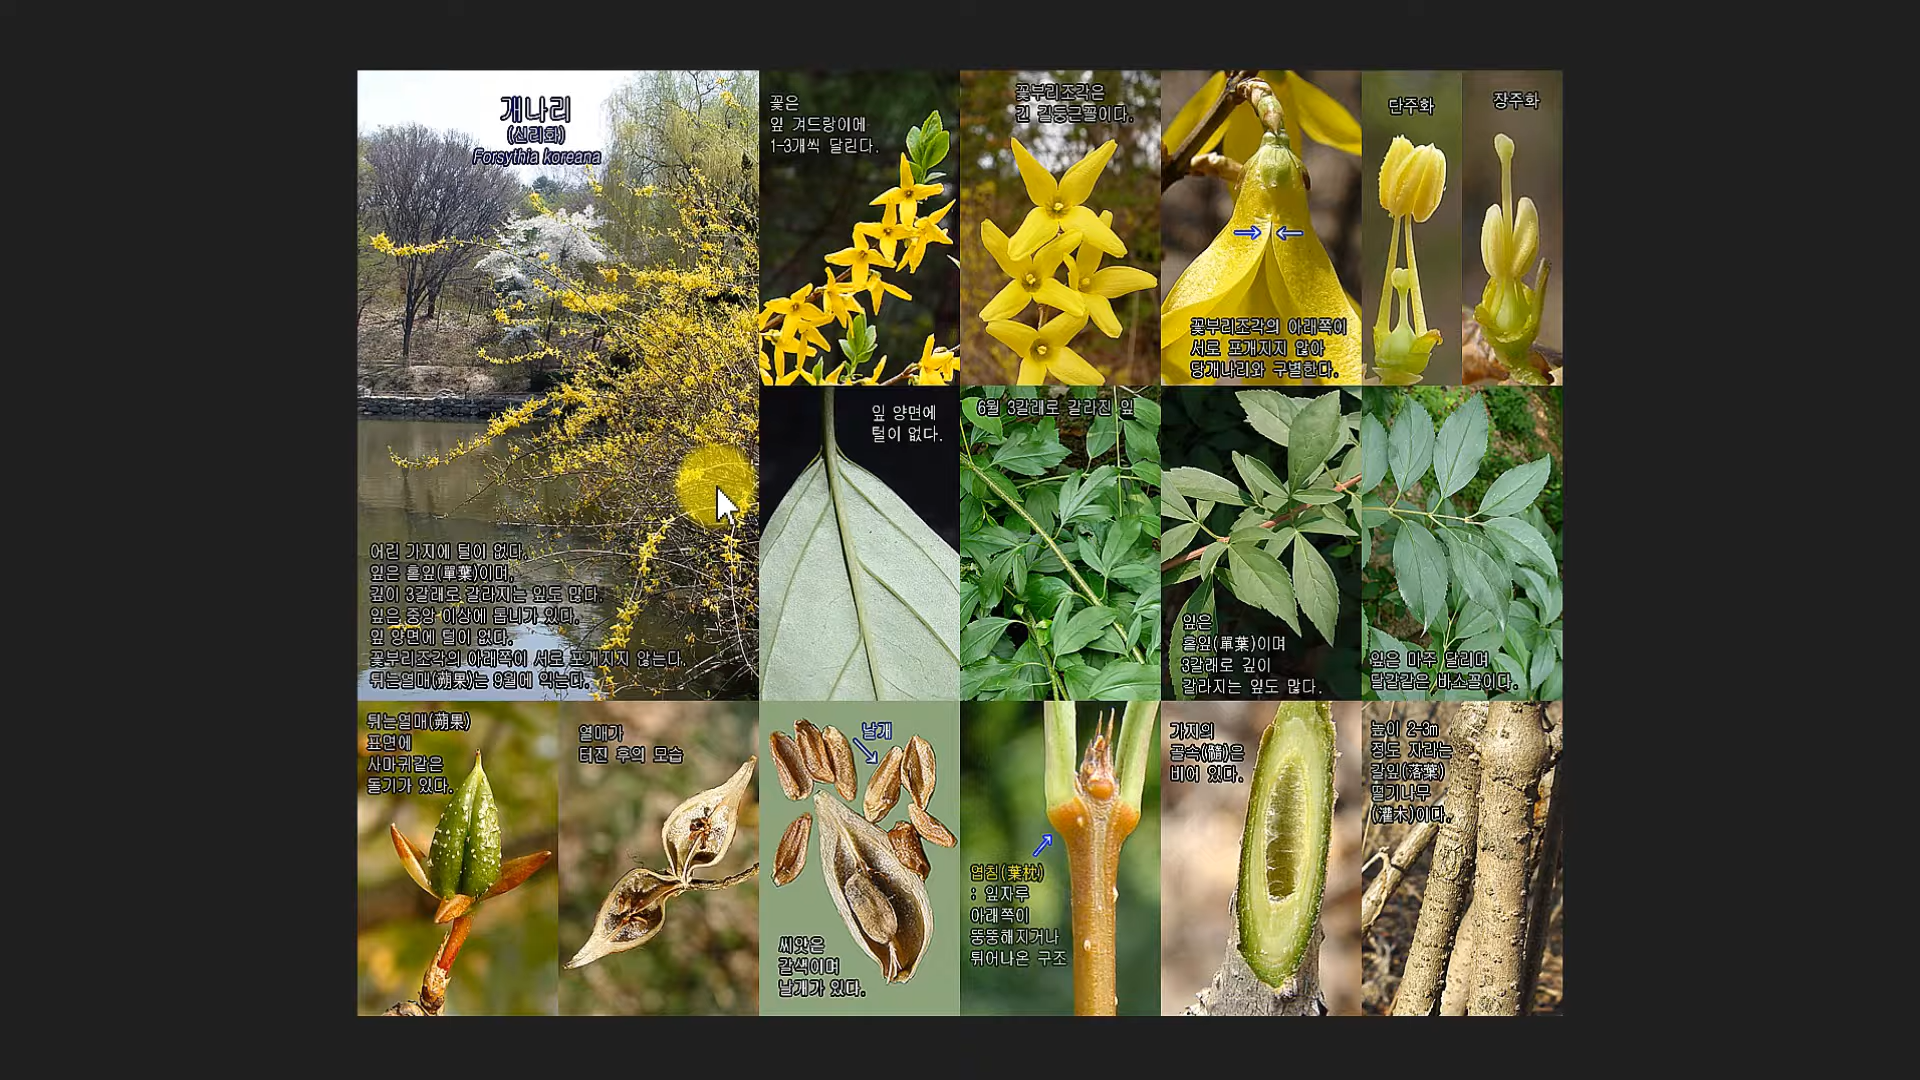 개나리
(신리화)
Forsythia koreana
어린 가지에 털이 없다.
잎은 홑잎(單葉)이며,
깊이 3갈래로 갈라지는 잎도 많다.
잎은 중앙 이상에 톱니가 있다.
잎 양면에 털이 없다.
꽃부리조각의 아래쪽이 서로 포개지지 않는다.
튀는열매(蒴果)는 9월에 익는다.
꽃은
잎 겨드랑이에
1-3개씩 달린다.
꽃부리조각은
긴 길둥근꼴이다.
꽃부리조각의 아래쪽이
서로 포개지지 않아
당개나리와 구별한다.
단주화
장주화
잎 양면에
털이 없다.
6월 3갈래로 갈라진 잎
잎은
홑잎(單葉)이며
3갈래로 깊이
갈라지는 잎도 많다.
잎은 마주 달리며
달걀같은 바소꼴이다.
튀는열매(蒴果)
표면에
사마귀같은
돌기가 있다.
열매가
터진 후의 모습
날개
씨앗은
갈색이며
날개가 있다.
엽침(葉枕)
: 잎자루
아래쪽이
뚱뚱해지거나
튀어나온 구조
가지의
골속(髓)은
비어 있다.
높이 2-3m
정도 자라는
갈잎(落葉)
떨기나무
(灌木)이다.